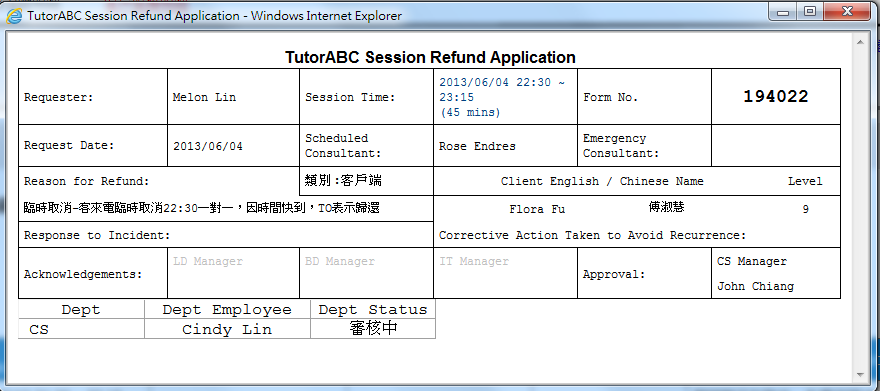 TutorABC Session Refund Application - Windows Internet Explorer
TutorABC Session Refund Application
Requester:
Melon Lin
Session Time:
2013/06/04 22:30 ~
23:15
(45 mins)
Form No.
194022
Request Date:
2013/06/04
Scheduled
Consultant:
Rose Endres
Emergency
Consultant:
Reason for Refund:
類別:客戶端
Client English / Chinese Name
Level
臨時取消-客來電臨時取消22:30一對一，因時間快到，TO表示歸還
Flora Fu
傅淑慧
9
Response to Incident:
Corrective Action Taken to Avoid Recurrence:
Acknowledgements:
LD Manager
BD Manager
IT Manager
Approval:
CS Manager
John Chiang
Dept
Dept Employee
Dept Status
CS
Cindy Lin
審核中